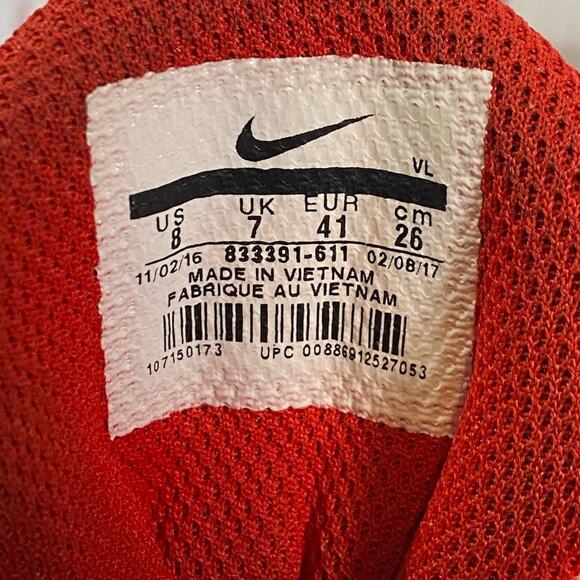 VL
US UK EUR cm
8 7 41 26
11/02/16 833391-611 02/08/17
MADE IN VIETNAM
FABRIQUE AU VIETNAM
107150173 UPC 00886912527053